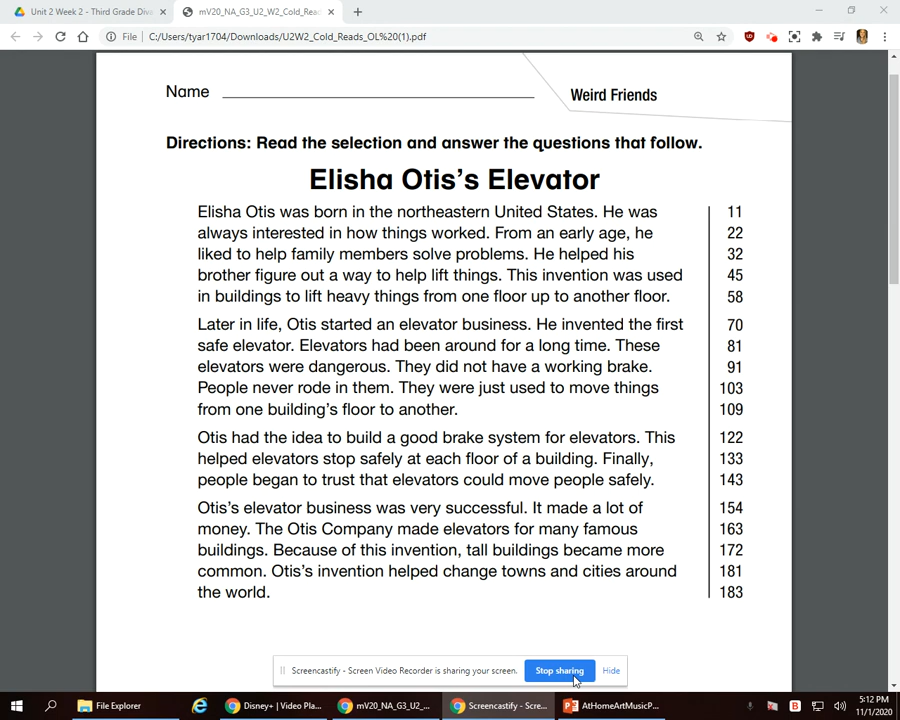 Unit 2 Week 2 - Third Grade Divei
mV20_NA_G3_U2_W2_Cold_Reads
File C:/Users/tyar1704/Downloads/U2W2_Cold_Reads_OL%20(1).pdf
Name
Weird Friends
Directions: Read the selection and answer the questions that follow.
Elisha Otis's Elevator
Elisha Otis was born in the northeastern United States. He was 11
always interested in how things worked. From an early age, he 22
liked to help family members solve problems. He helped his 32
brother figure out a way to help lift things. This invention was used 45
in buildings to lift heavy things from one floor up to another floor. 58
Later in life, Otis started an elevator business. He invented the first 70
safe elevator. Elevators had been around for a long time. These 81
elevators were dangerous. They did not have a working brake. 91
People never rode in them. They were just used to move things 103
from one building's floor to another. 109
Otis had the idea to build a good brake system for elevators. This 122
helped elevators stop safely at each floor of a building. Finally, 133
people began to trust that elevators could move people safely. 143
Otis's elevator business was very successful. It made a lot of 154
money. The Otis Company made elevators for many famous 163
buildings. Because of this invention, tall buildings became more 172
common. Otis's invention helped change towns and cities around 181
the world. 183
Screencastify - Screen Video Recorder is sharing your screen. Stop sharing Hide
File Explorer Disney+ | Video Pla... mV20_NA_G3_U2_W... Screencastify - Scre... AtHomeArtMusicP... 5:12 PM
11/1/2020